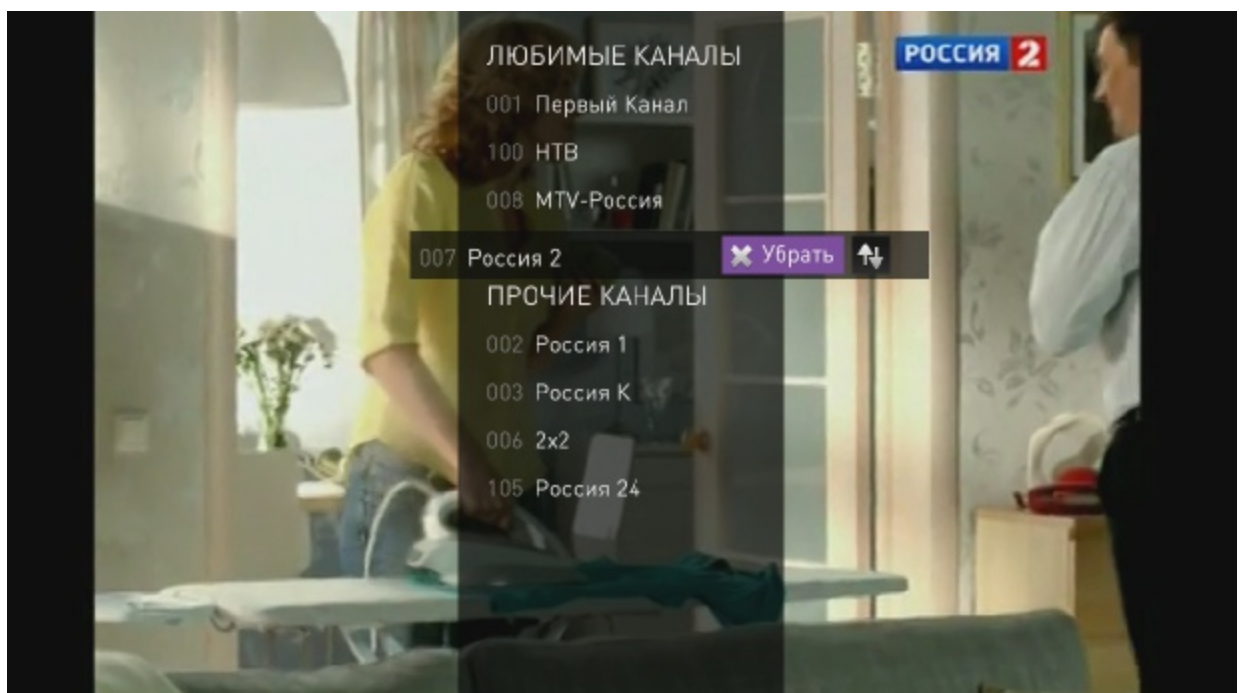 ЛЮБИМЫЕ КАНАЛЫ
РОССИЯ 2
001 Первый Канал
100 НТВ
008 MTV-Россия
007 Россия 2 Убрать
ПРОЧИЕ КАНАЛЫ
002 Россия 1
003 Россия К
006 2x2
105 Россия 24